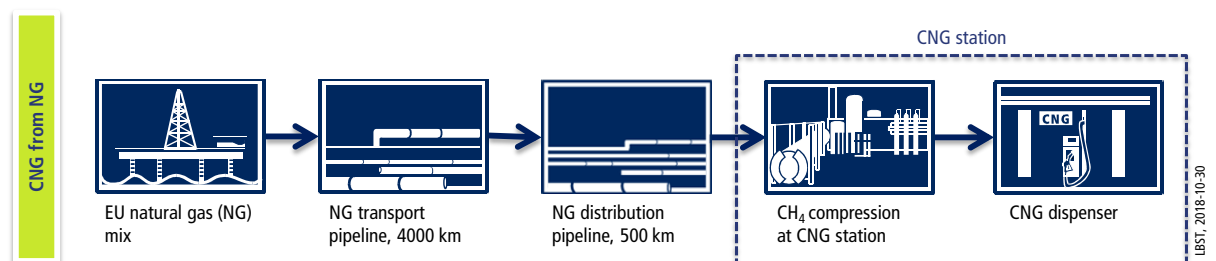 CNG from NG
CNG station
CNG
EU natural gas (NG)
mix
NG transport
pipeline, 4000 km
NG distribution
pipeline, 500 km
CH₄ compression
at CNG station
CNG dispenser
LBST, 2018-10-30